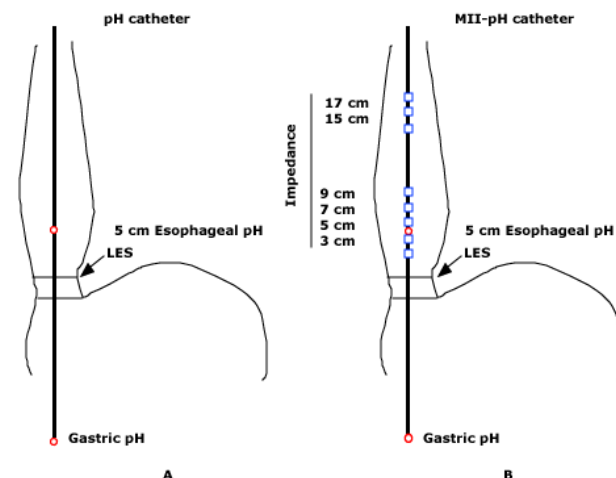 pH catheter
5 cm Esophageal pH
LES
Gastric pH
A
MII-pH catheter
Impedance
17 cm
15 cm
9 cm
7 cm
5 cm
3 cm
5 cm Esophageal pH
LES
Gastric pH
B